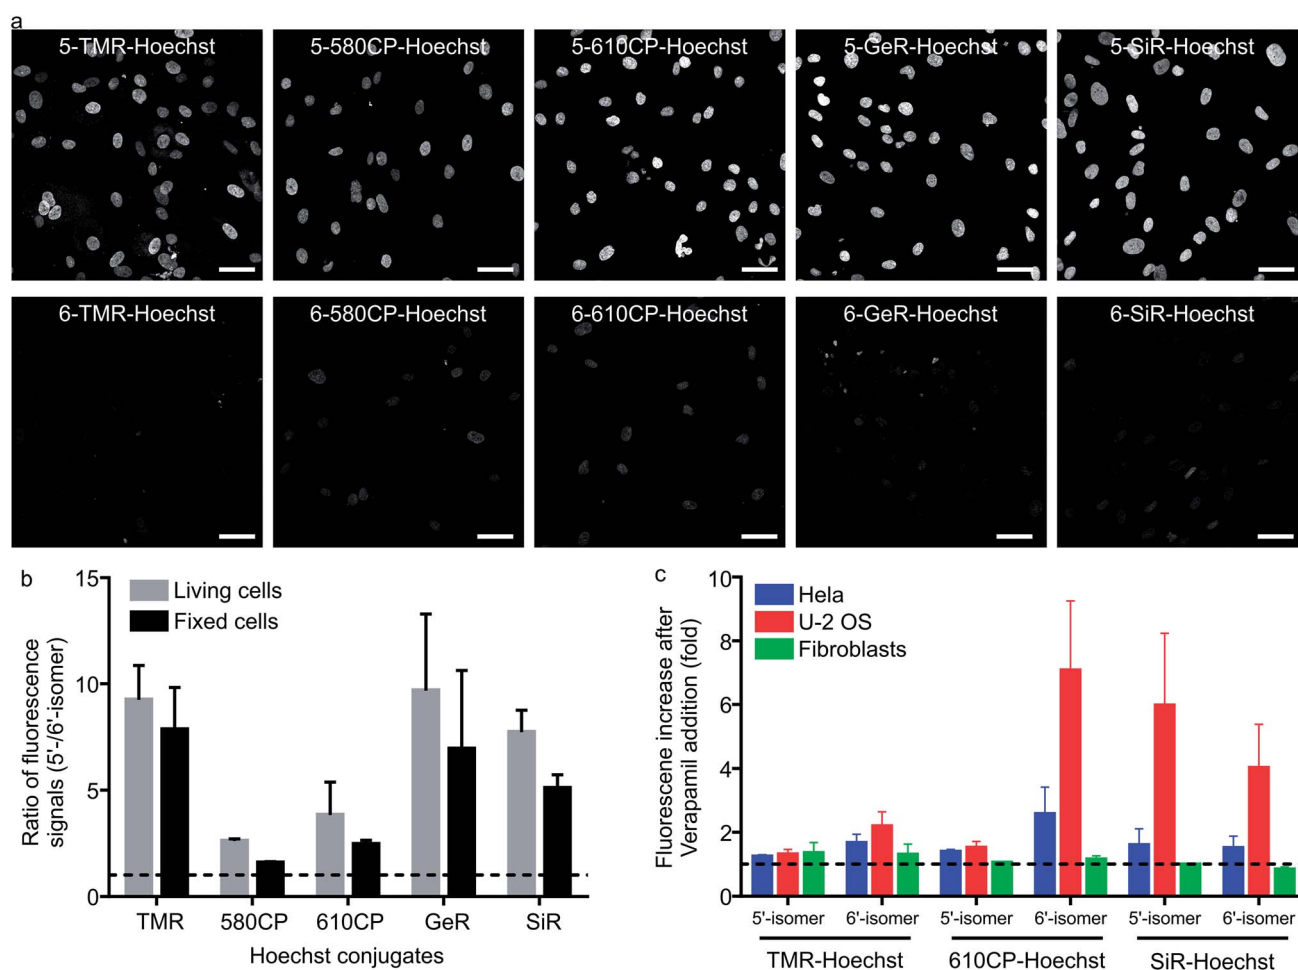 a
5-TMR-Hoechst
5-580CP-Hoechst
5-610CP-Hoechst
5-GeR-Hoechst
5-SiR-Hoechst
6-TMR-Hoechst
6-580CP-Hoechst
6-610CP-Hoechst
6-GeR-Hoechst
6-SiR-Hoechst
b
Ratio of fluorescence
signals (5'-/6'-isomer)
15
10
5
0
Living cells
Fixed cells
TMR
580CP
610CP
GeR
SiR
Hoechst conjugates
c
Fluorescene increase after
Verapamil addition (fold)
10
8
6
4
2
0
Hela
U-2 OS
Fibroblasts
5'-isomer
6'-isomer
5'-isomer
6'-isomer
5'-isomer
6'-isomer
TMR-Hoechst
610CP-Hoechst
SiR-Hoechst